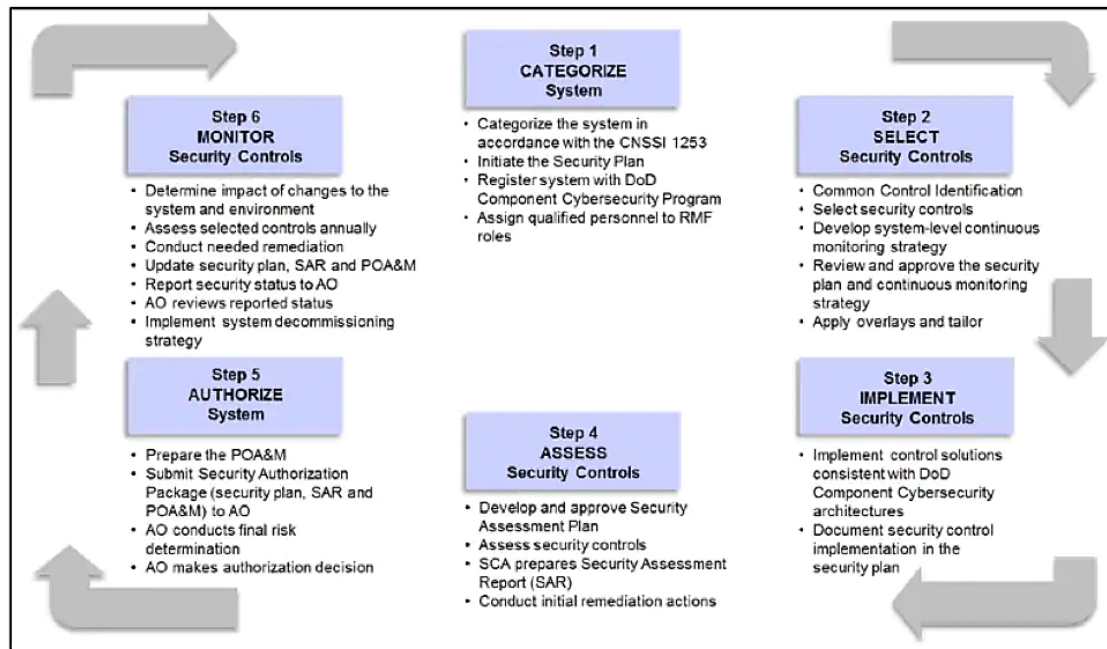 Step 1
CATEGORIZE
System
• Categorize the system in
accordance with the CNSSI 1253
• Initiate the Security Plan
• Register system with DoD
Component Cybersecurity Program
• Assign qualified personnel to RMF
roles
Step 2
SELECT
Security Controls
• Common Control Identification
• Select security controls
• Develop system-level continuous
monitoring strategy
• Review and approve the security
plan and continuous monitoring
strategy
• Apply overlays and tailor
Step 3
IMPLEMENT
Security Controls
• Implement control solutions
consistent with DoD
Component Cybersecurity
architectures
• Document security control
implementation in the
security plan
Step 4
ASSESS
Security Controls
• Develop and approve Security
Assessment Plan
• Assess security controls
• SCA prepares Security Assessment
Report (SAR)
• Conduct initial remediation actions
Step 5
AUTHORIZE
System
• Prepare the POA&M
• Submit Security Authorization
Package (security plan, SAR and
POA&M) to AO
• AO conducts final risk
determination
• AO makes authorization decision
Step 6
MONITOR
Security Controls
• Determine impact of changes to the
system and environment
• Assess selected controls annually
• Conduct needed remediation
• Update security plan, SAR and POA&M
• Report security status to AO
• AO reviews reported status
• Implement system decommissioning
strategy